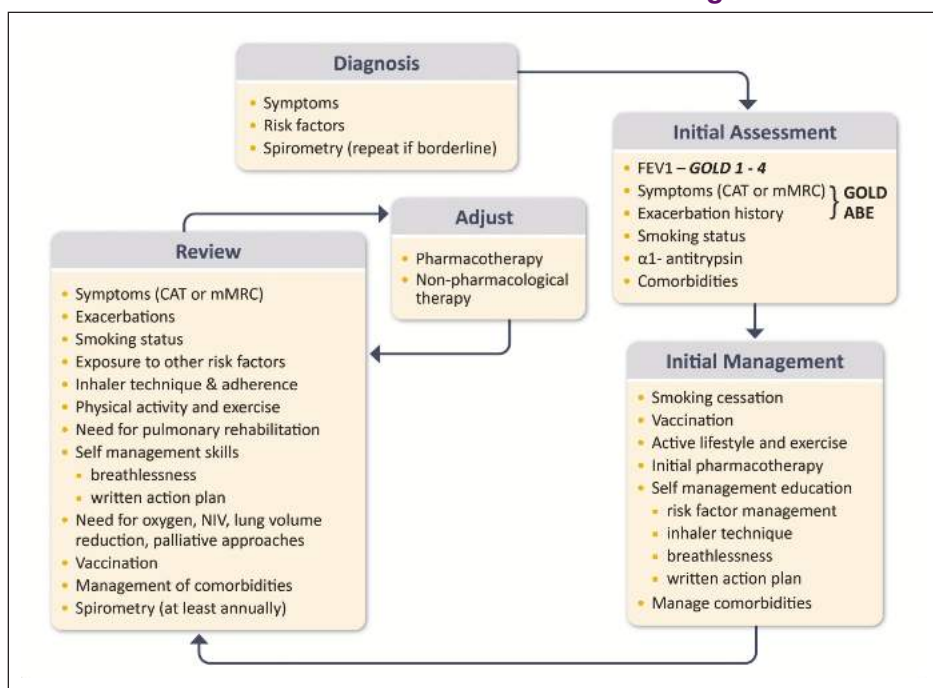 Diagnosis
• Symptoms
• Risk factors
• Spirometry (repeat if borderline)
Initial Assessment
• FEV1 – GOLD 1 - 4
• Symptoms (CAT or mMRC)
• Exacerbation history
} GOLD
ABE
• Smoking status
• α1- antitrypsin
• Comorbidities
Initial Management
• Smoking cessation
• Vaccination
• Active lifestyle and exercise
• Initial pharmacotherapy
• Self management education
▪ risk factor management
▪ inhaler technique
▪ breathlessness
▪ written action plan
• Manage comorbidities
Review
• Symptoms (CAT or mMRC)
• Exacerbations
• Smoking status
• Exposure to other risk factors
• Inhaler technique & adherence
• Physical activity and exercise
• Need for pulmonary rehabilitation
• Self management skills
▪ breathlessness
▪ written action plan
• Need for oxygen, NIV, lung volume
reduction, palliative approaches
• Vaccination
• Management of comorbidities
• Spirometry (at least annually)
Adjust
• Pharmacotherapy
• Non-pharmacological
therapy